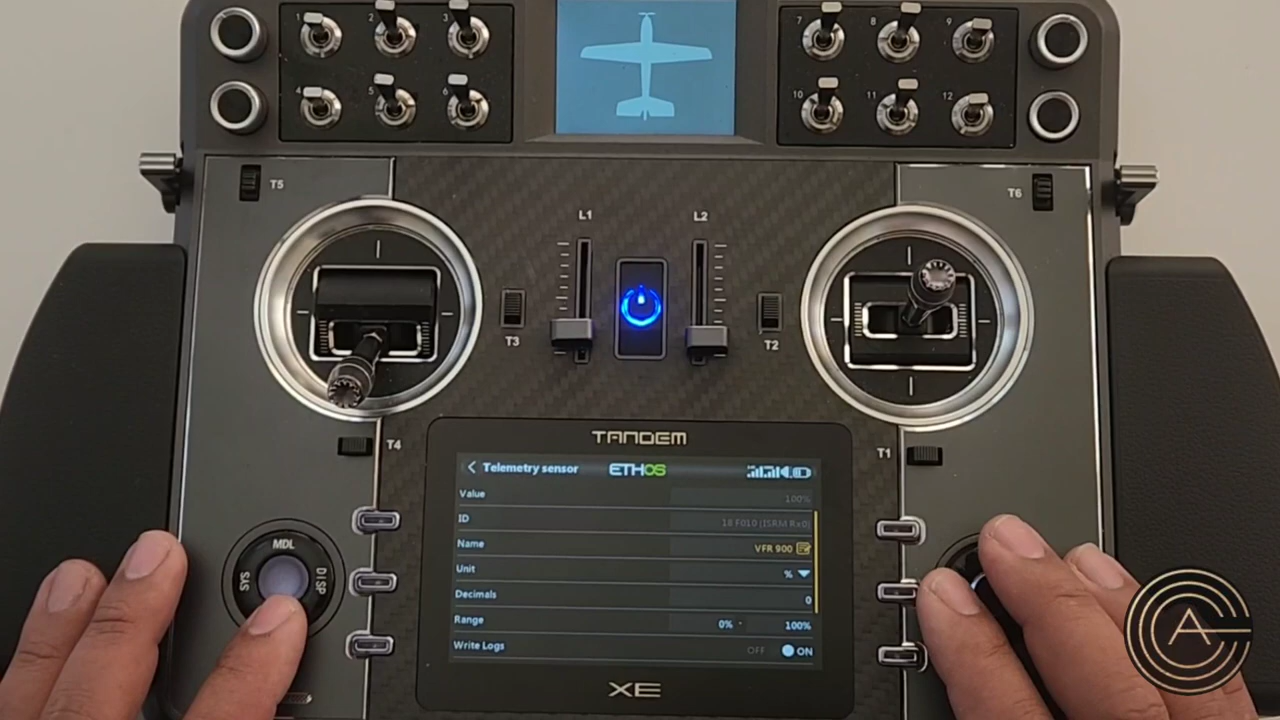 1 2 3
4 5 6
7 8 9
10 11 12
T5
T6
L1 L2
T3
T2
T4
T1
TANDEM
Telemetry sensor ETHOS
Value 100%
ID 18 F010 (ISRM Rx0)
Name VFR 900
Unit %
Decimals 0
Range 0% - 100%
Write Logs OFF ON
XE
MDL
SYS
DISP